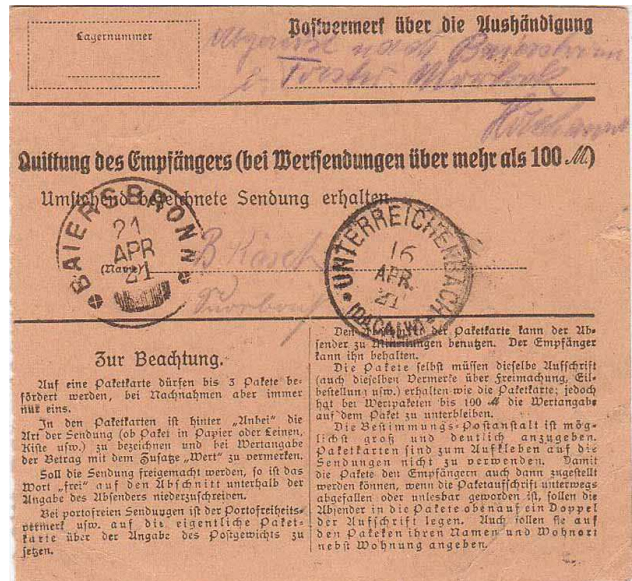 Lagernummer
Postvermerk über die Aushändigung
nach
Quittung des Empfängers (bei Wertsendungen über mehr als 100 M.)
Umstehend bezeichnete Sendung erhalten
BAIERSBRONN
21
APR
21
(Name)
UNTERREICHENBACH
16
APR.
21
(OA.CALW)
Zur Beachtung.
Auf eine Paketkarte dürfen bis 3 Pakete be-
fördert werden, bei Nachnahmen aber immer
nur eins.
In den Paketkarten ist hinter „Anbei" die
Art der Sendung (ob Paket in Papier oder Leinen,
Kiste usw.) zu bezeichnen und bei Wertangabe
der Betrag mit dem Zusatze „Wert" zu vermerken.
Soll die Sendung freigemacht werden, so ist das
Wort „frei" auf den Abschnitt unterhalb der
Angabe des Absenders niederzuschreiben.
Bei portofreien Sendungen ist der Portofreiheits-
vermerk usw. auf die eigentliche Paket-
karte über der Angabe des Postgewichts zu
setzen.
Den Abschnitt der Paketkarte kann der Ab-
sender zu Mitteilungen benutzen. Der Empfänger
kann ihn behalten.
Die Pakete selbst müssen dieselbe Aufschrift
(auch dieselben Vermerke über Freimachung, Eil-
bestellung usw.) erhalten wie die Paketkarte; jedoch
hat bei Wertpaketen bis 100 M die Wertangabe
auf dem Paket zu unterbleiben.
Die Bestimmungs-Postanstalt ist mög-
lichst groß und deutlich anzugeben.
Paketkarten sind zum Aufkleben auf die
Sendungen nicht zu verwenden. Damit
die Pakete den Empfängern auch dann zugestellt
werden können, wenn die Paketaufschrift unterwegs
abgefallen oder unlesbar geworden ist, sollen die
Absender in die Pakete obenauf ein Doppel
der Aufschrift legen. Auch sollen sie auf
den Paketen ihren Namen und Wohnort
nebst Wohnung angeben.